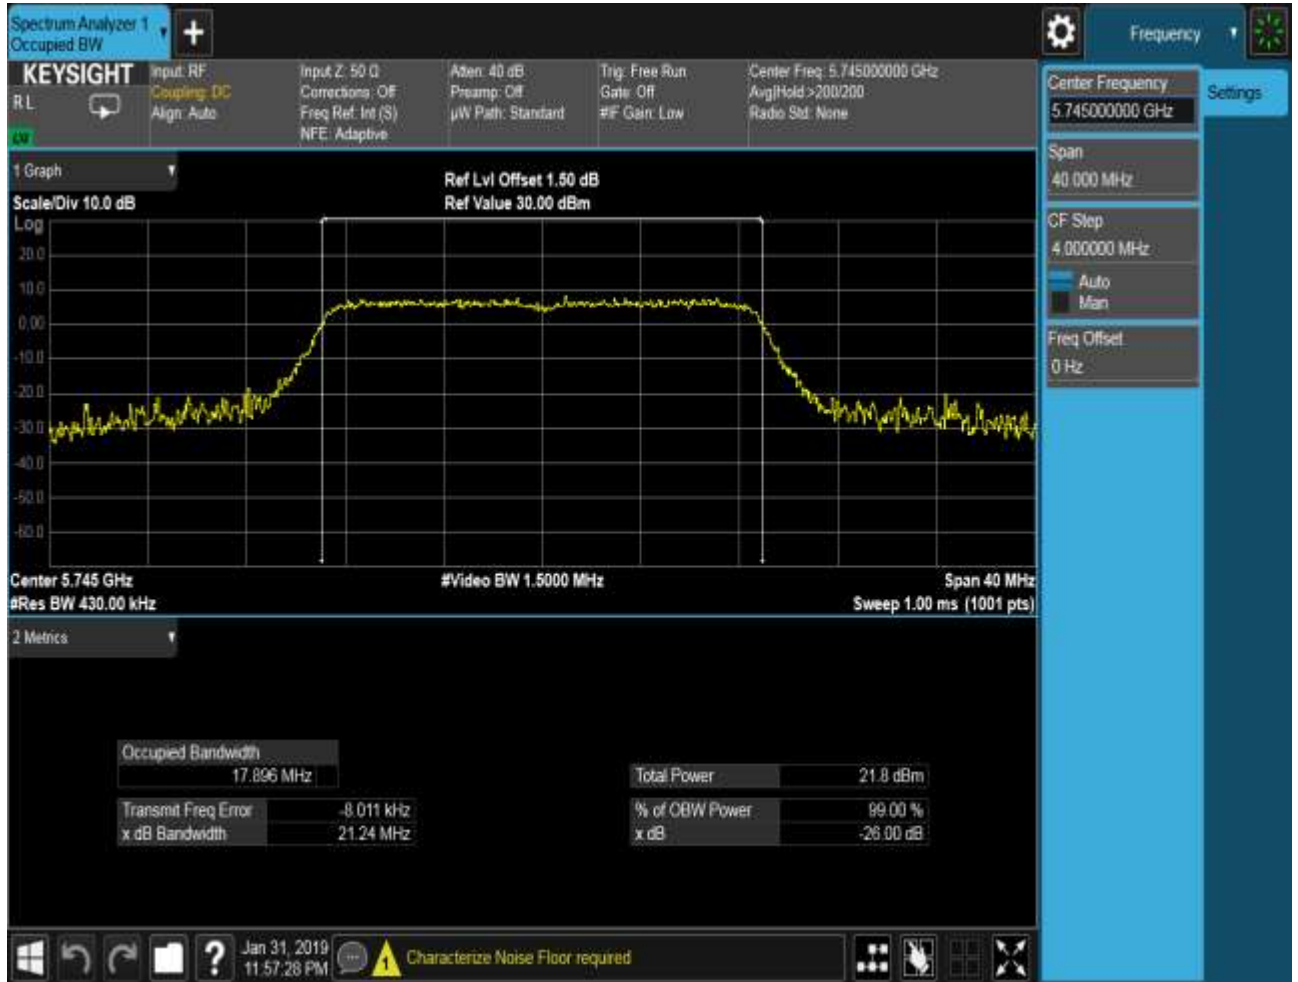 Spectrum Analyzer 1
Occupied BW
Frequency
KEYSIGHT
R L
Input: RF
Coupling: DC
Align: Auto
Input Z: 50 Ω
Corrections: Off
Freq Ref: Int (S)
NFE: Adaptive
Atten: 40 dB
Preamp: Off
µW Path: Standard
Trig: Free Run
Gate: Off
#IF Gain: Low
Center Freq: 5.745000000 GHz
Avg|Hold:>200/200
Radio Std: None
Center Frequency
5.745000000 GHz
Settings
Span
40.000 MHz
CF Step
4.000000 MHz
Auto
Man
Freq Offset
0 Hz
1 Graph
Scale/Div 10.0 dB
Ref Lvl Offset 1.50 dB
Ref Value 30.00 dBm
Log
20.0
10.0
0.00
-10.0
-20.0
-30.0
-40.0
-50.0
-60.0
Center 5.745 GHz
#Video BW 1.5000 MHz
Span 40 MHz
#Res BW 430.00 kHz
Sweep 1.00 ms (1001 pts)
2 Metrics
Occupied Bandwidth
17.896 MHz
Total Power 21.8 dBm
Transmit Freq Error -8.011 kHz
% of OBW Power 99.00 %
x dB Bandwidth 21.24 MHz
x dB -26.00 dB
Jan 31, 2019
11:57:28 PM
1
Characterize Noise Floor required